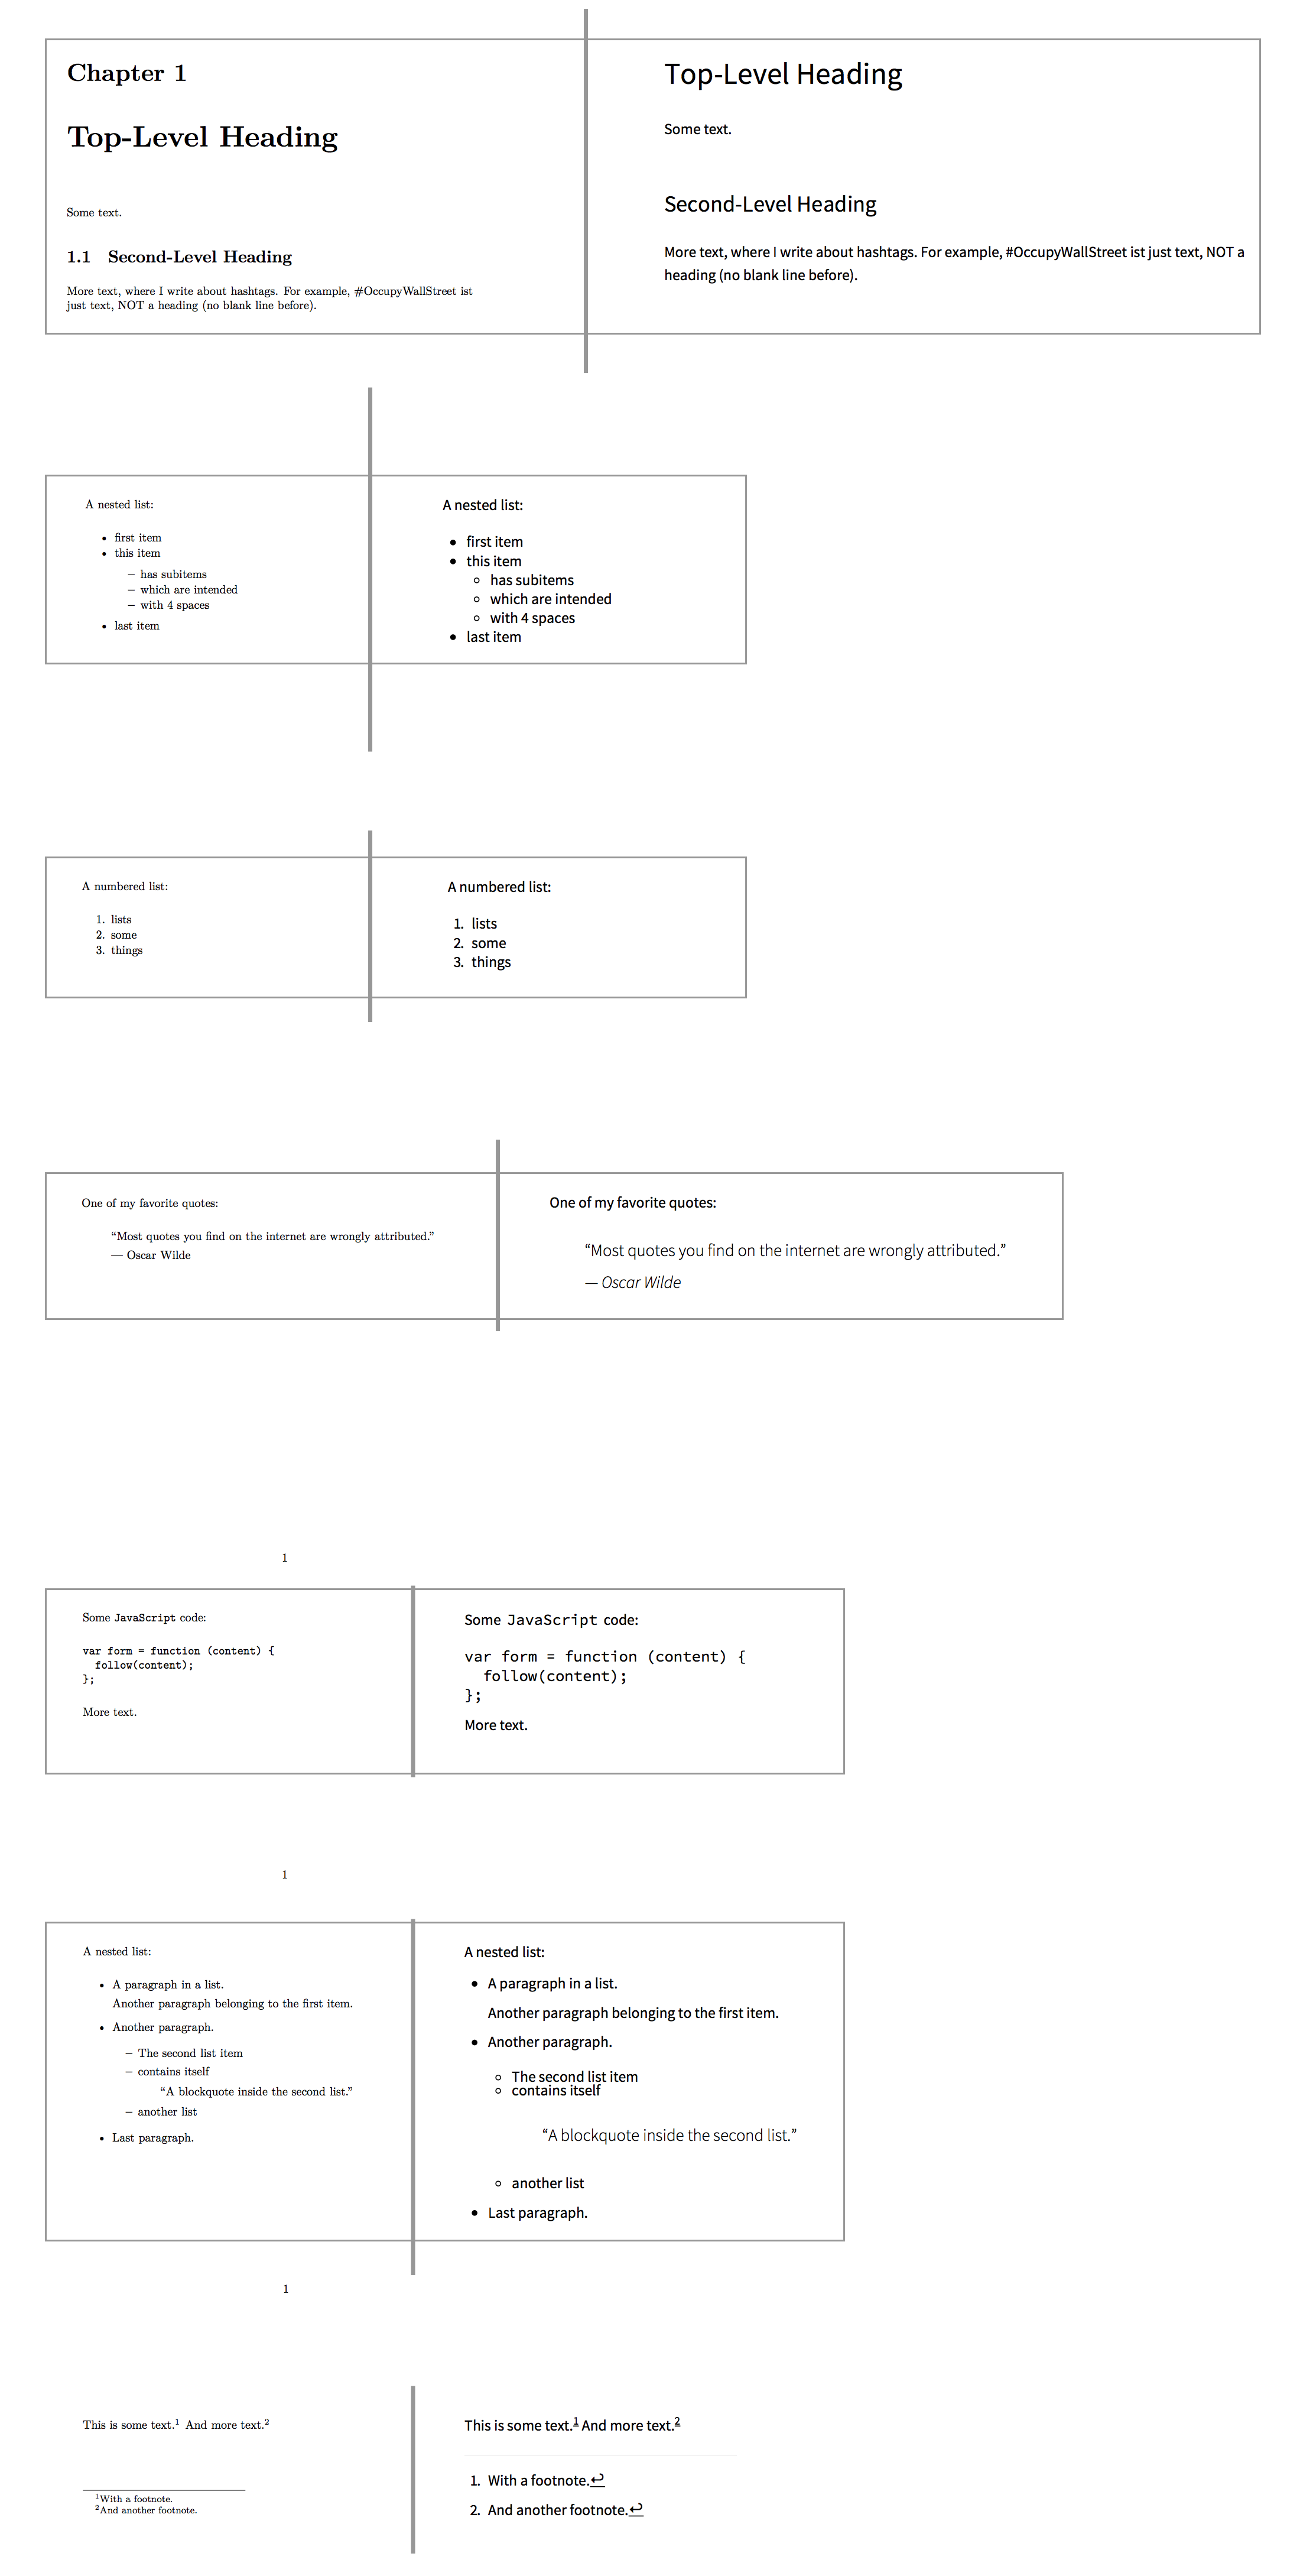 Chapter 1
Top-Level Heading
Some text.
1.1 Second-Level Heading
More text, where I write about hashtags. For example, #OccupyWallStreet ist
just text, NOT a heading (no blank line before).
Top-Level Heading
Some text.
Second-Level Heading
More text, where I write about hashtags. For example, #OccupyWallStreet ist just text, NOT a
heading (no blank line before).
A nested list:
• first item
• this item
– has subitems
– which are intended
– with 4 spaces
• last item
A nested list:
• first item
• this item
◦ has subitems
◦ which are intended
◦ with 4 spaces
• last item
A numbered list:
1. lists
2. some
3. things
A numbered list:
1. lists
2. some
3. things
One of my favorite quotes:
“Most quotes you find on the internet are wrongly attributed.”
— Oscar Wilde
One of my favorite quotes:
“Most quotes you find on the internet are wrongly attributed.”
— Oscar Wilde
1
Some JavaScript code:
var form = function (content) {
  follow(content);
};
More text.
Some JavaScript code:
var form = function (content) {
  follow(content);
};
More text.
1
A nested list:
• A paragraph in a list.
Another paragraph belonging to the first item.
• Another paragraph.
– The second list item
– contains itself
“A blockquote inside the second list.”
– another list
• Last paragraph.
A nested list:
• A paragraph in a list.
Another paragraph belonging to the first item.
• Another paragraph.
◦ The second list item
◦ contains itself
“A blockquote inside the second list.”
◦ another list
• Last paragraph.
1
This is some text.¹ And more text.²
¹With a footnote.
²And another footnote.
This is some text.¹ And more text.²
1. With a footnote.↩
2. And another footnote.↩